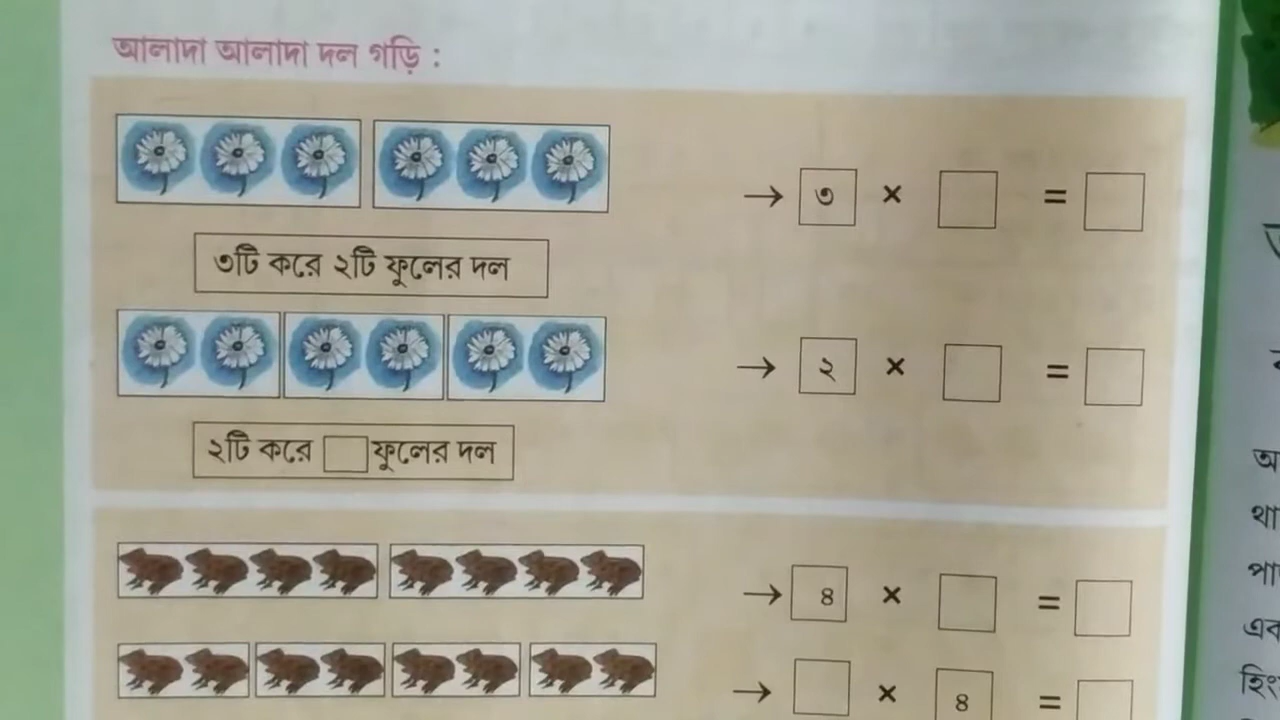 আলাদা আলাদা দল গড়ি :
→ ৩ × =
৩টি করে ২টি ফুলের দল
→ ২ × =
২টি করে ফুলের দল
→ ৪ × =
→ × ৪ =